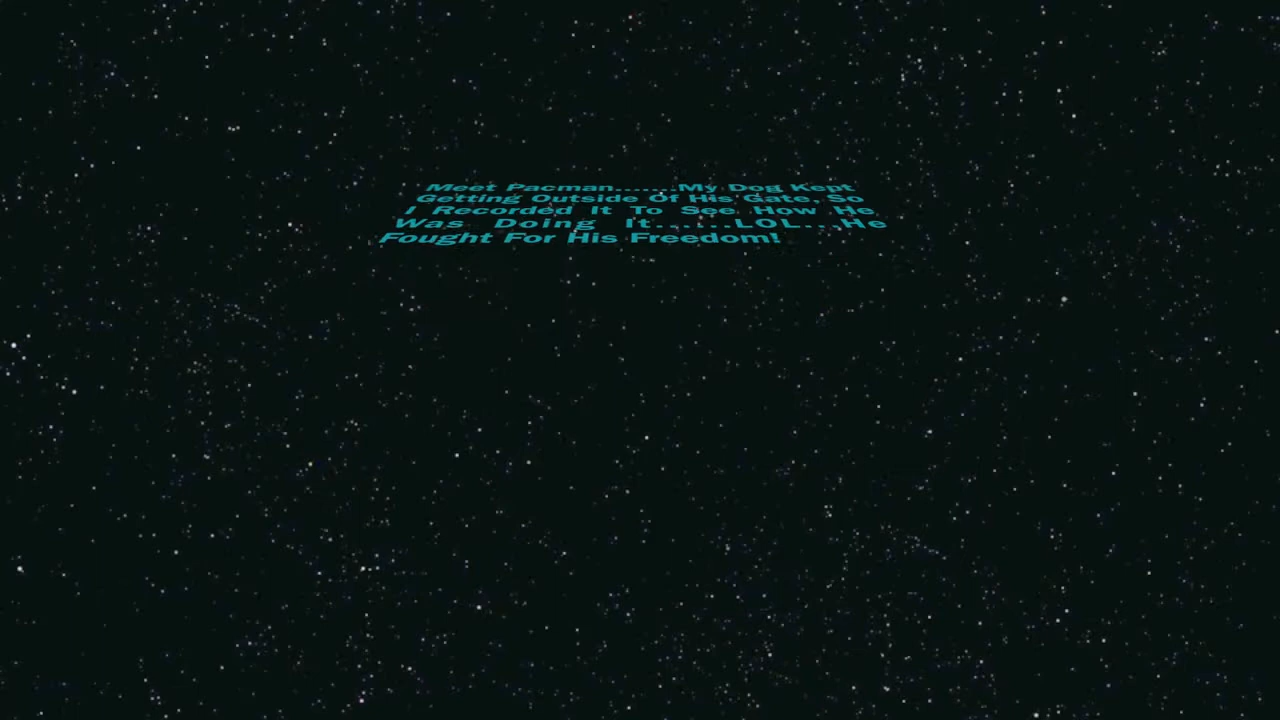 Meet Pacman.......My Dog Kept
Getting Outside Of His Gate, So
I Recorded It To See How He
Was Doing It......LOL...He
Fought For His Freedom!